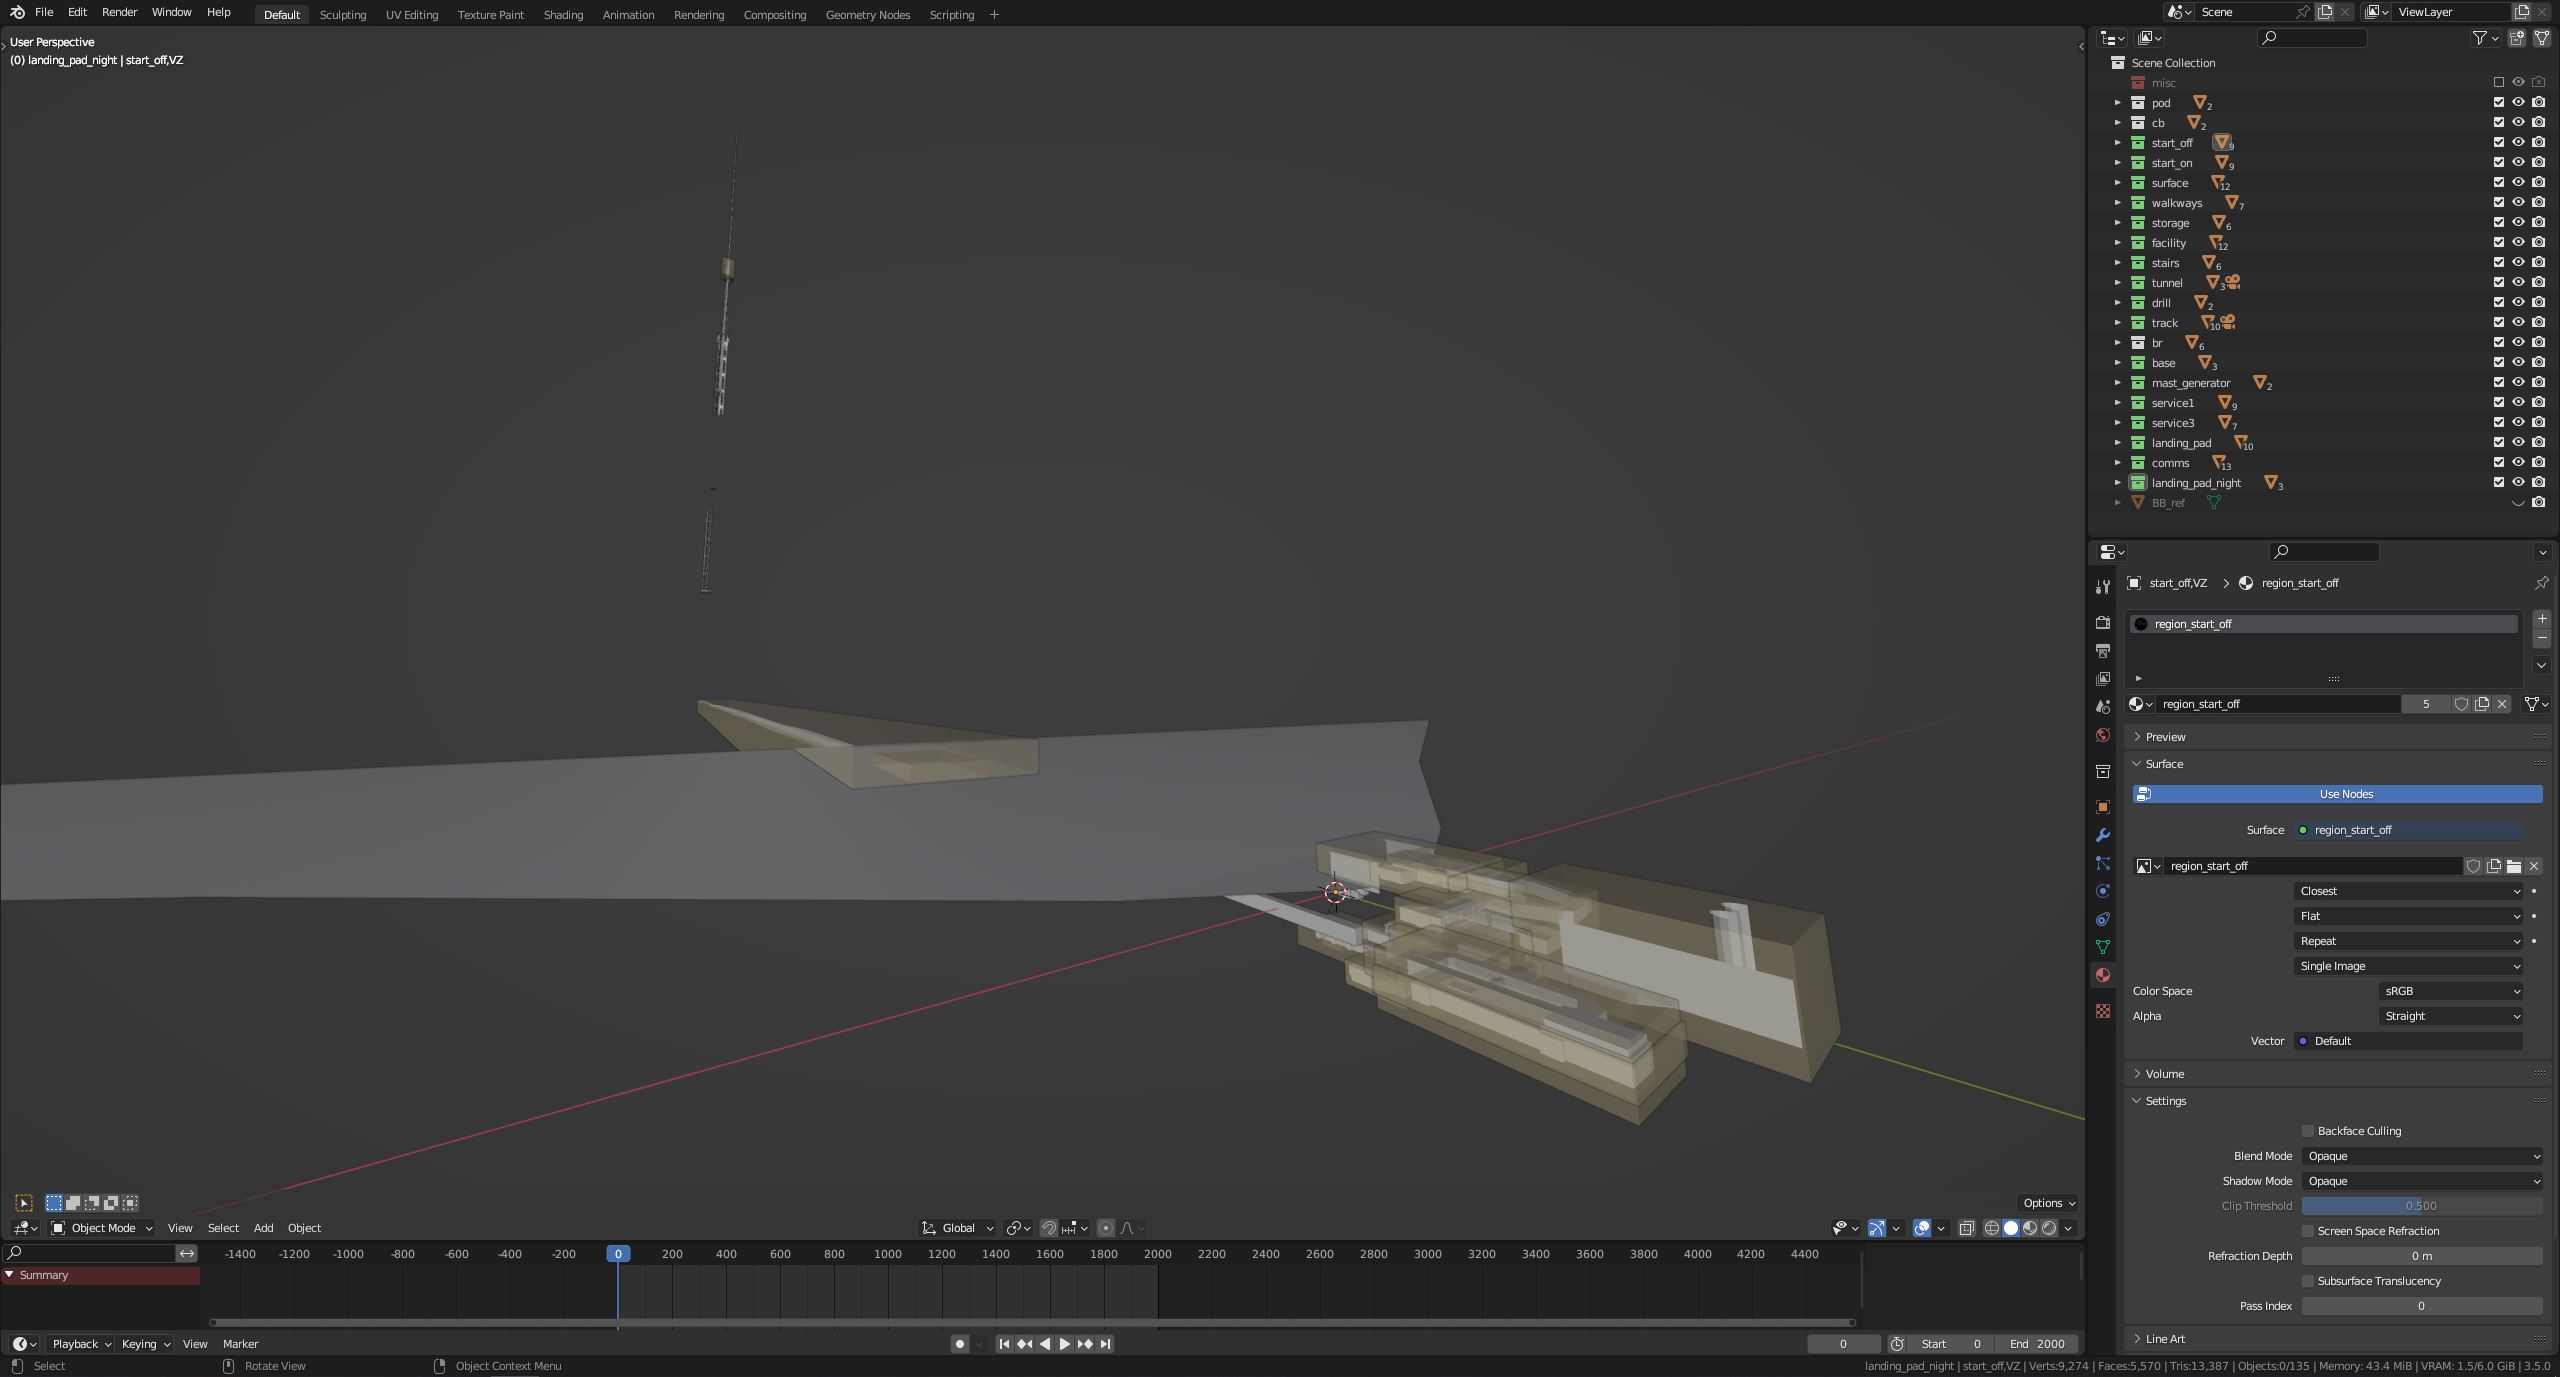 File Edit Render Window Help
Default Sculpting UV Editing Texture Paint Shading Animation Rendering Compositing Geometry Nodes Scripting +
Scene
ViewLayer
User Perspective
(0) landing_pad_night | start_off,VZ
Scene Collection
misc
pod 2
cb 2
start_off 9
start_on 9
surface 12
walkways 7
storage 6
facility 12
stairs 6
tunnel 3
drill 2
track 10
br 6
base 3
mast_generator 2
service1 9
service3 7
landing_pad 10
comms 13
landing_pad_night 3
BB_ref
start_off,VZ > region_start_off
region_start_off
region_start_off 5
Preview
Surface
Use Nodes
Surface region_start_off
region_start_off
Closest
Flat
Repeat
Single Image
Color Space sRGB
Alpha Straight
Vector Default
Volume
Settings
Backface Culling
Blend Mode Opaque
Shadow Mode Opaque
Clip Threshold 0.500
Screen Space Refraction
Refraction Depth 0 m
Subsurface Translucency
Pass Index 0
Line Art
Options
Object Mode View Select Add Object
Global
-1400 -1200 -1000 -800 -600 -400 -200 0 200 400 600 800 1000 1200 1400 1600 1800 2000 2200 2400 2600 2800 3000 3200 3400 3600 3800 4000 4200 4400
Summary
Playback Keying View Marker
0 Start 0 End 2000
Select Rotate View Object Context Menu
landing_pad_night | start_off,VZ | Verts:9,274 | Faces:5,570 | Tris:13,387 | Objects:0/135 | Memory: 43.4 MiB | VRAM: 1.5/6.0 GiB | 3.5.0